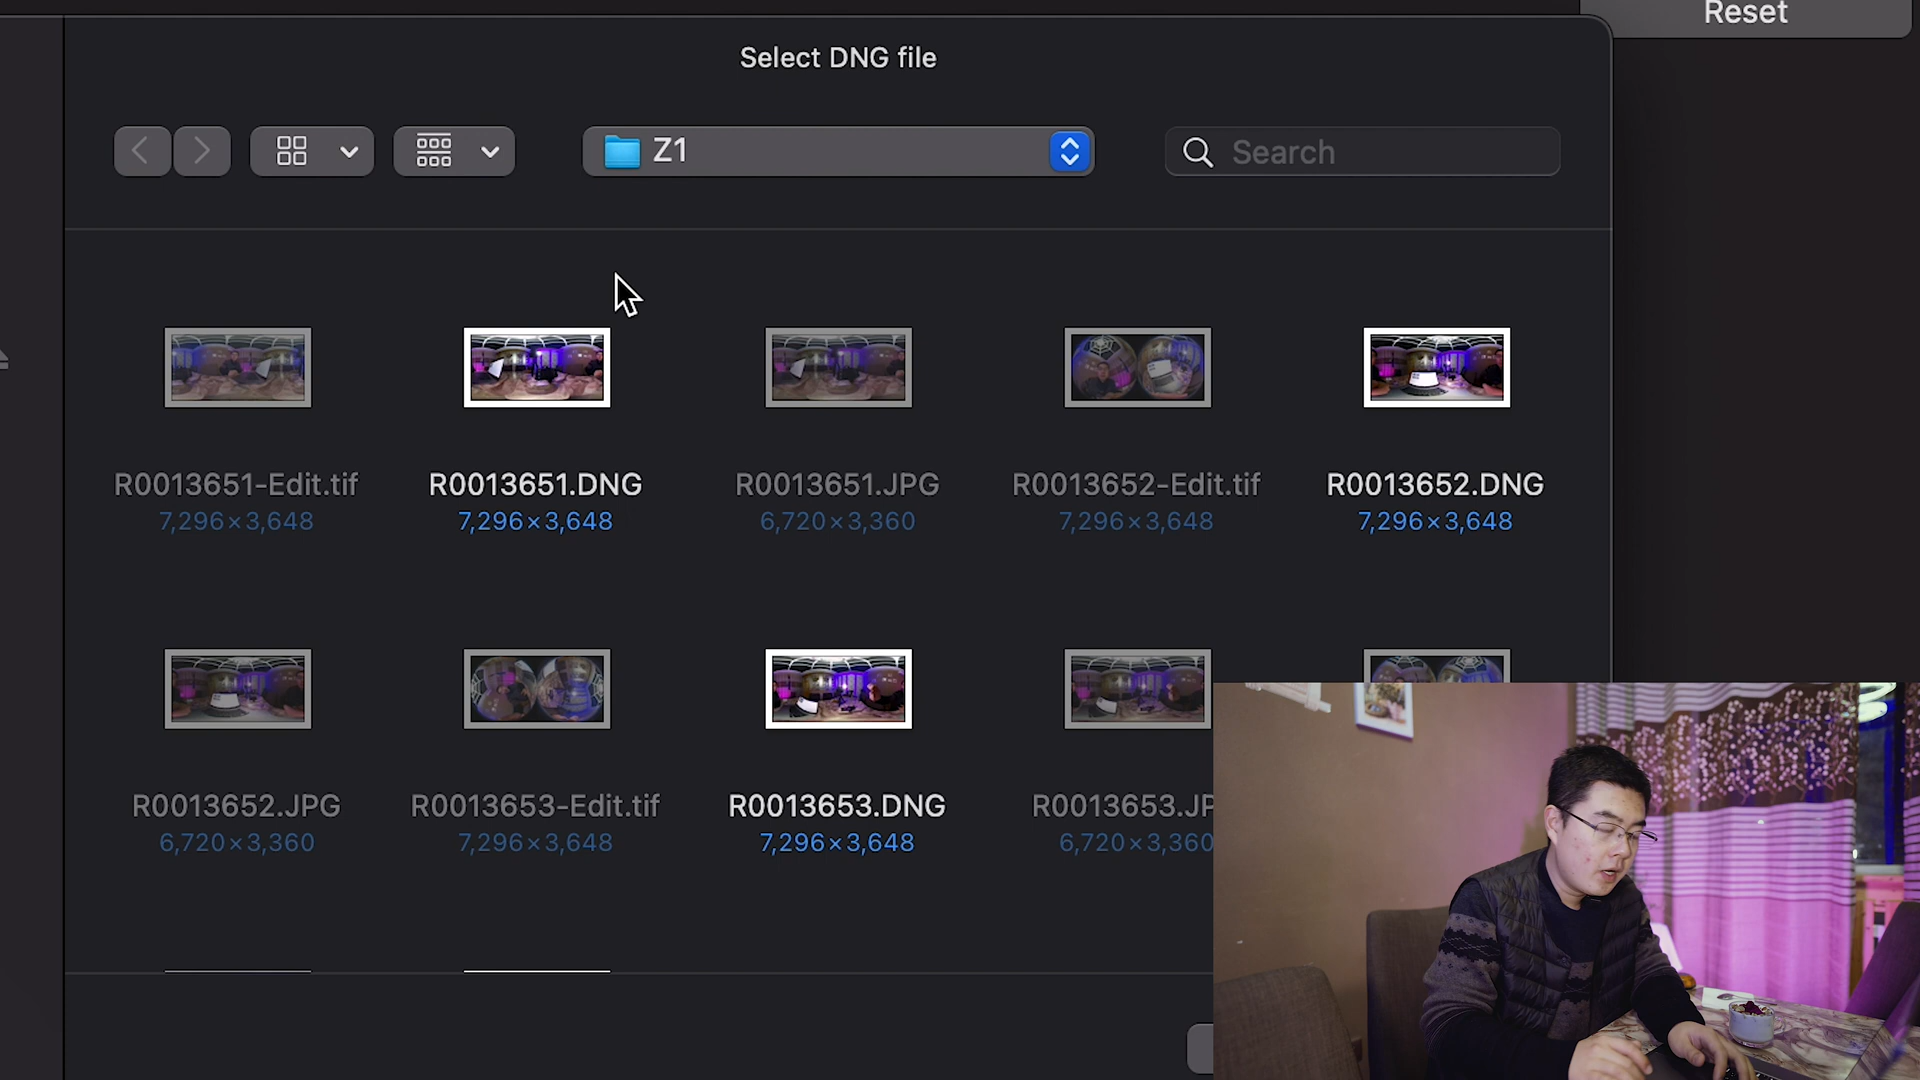 Reset
Select DNG file
Z1
Search
R0013651-Edit.tif
7,296×3,648
R0013651.DNG
7,296×3,648
R0013651.JPG
6,720×3,360
R0013652-Edit.tif
7,296×3,648
R0013652.DNG
7,296×3,648
R0013652.JPG
6,720×3,360
R0013653-Edit.tif
7,296×3,648
R0013653.DNG
7,296×3,648
R0013653.JP
6,720×3,360